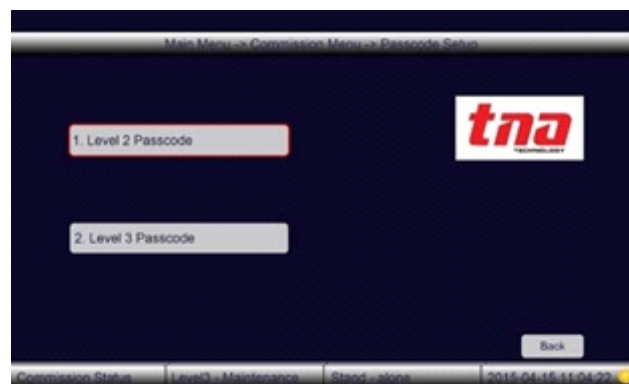 Main Menu -> Commission Menu -> Passcode Setup
tna
TECHNOLOGY
1. Level 2 Passcode
2. Level 3 Passcode
Back
Commission Status Level3 - Maintenance Stand - alone 2015-04-15 11:04:22